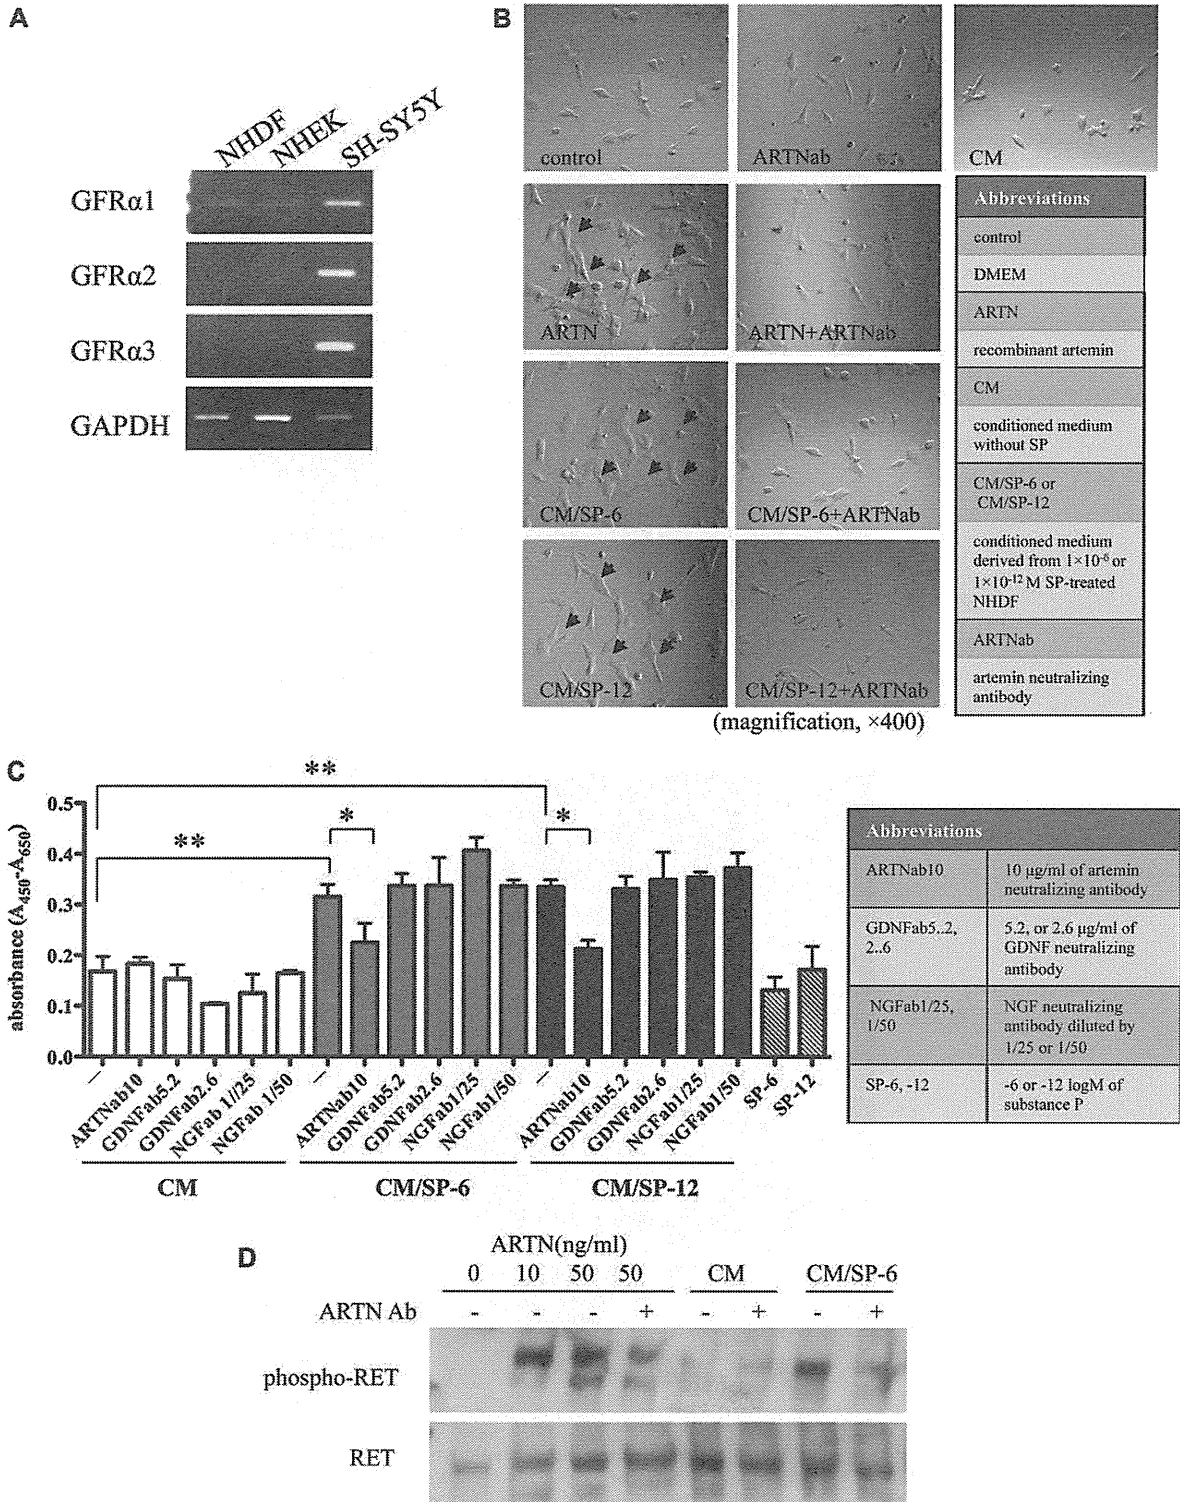 A
NHDF
NHEK
SH-SY5Y
GFRα1
GFRα2
GFRα3
GAPDH
B
control
ARTNab
CM
ARTN
ARTN+ARTNab
CM/SP-6
CM/SP-6+ARTNab
CM/SP-12
CM/SP-12+ARTNab
(magnification, ×400)
Abbreviations
control
DMEM
ARTN
recombinant artemin
CM
conditioned medium
without SP
CM/SP-6 or
CM/SP-12
conditioned medium
derived from 1×10⁻⁶ or
1×10⁻¹² M SP-treated
NHDF
ARTNab
artemin neutralizing
antibody
C
absorbance (A₄₅₀-A₆₅₀)
0.5
0.4
0.3
0.2
0.1
0.0
**
**
*
*
—
ARTNab10
GDNFab5.2
GDNFab2.6
NGFab 1//25
NGFab 1/50
—
ARTNab10
GDNFab5.2
GDNFab2.6
NGFab1/25
NGFab1/50
—
ARTNab10
GDNFab5.2
GDNFab2.6
NGFab1/25
NGFab1/50
SP-6
SP-12
CM
CM/SP-6
CM/SP-12
Abbreviations
ARTNab10
10 μg/ml of artemin
neutralizing antibody
GDNFab5..2,
2..6
5.2, or 2.6 μg/ml of
GDNF neutralizing
antibody
NGFab1/25,
1/50
NGF neutralizing
antibody diluted by
1/25 or 1/50
SP-6, -12
-6 or -12 logM of
substance P
D
ARTN(ng/ml)
0 10 50 50 CM CM/SP-6
ARTN Ab - - - + - + - +
phospho-RET
RET